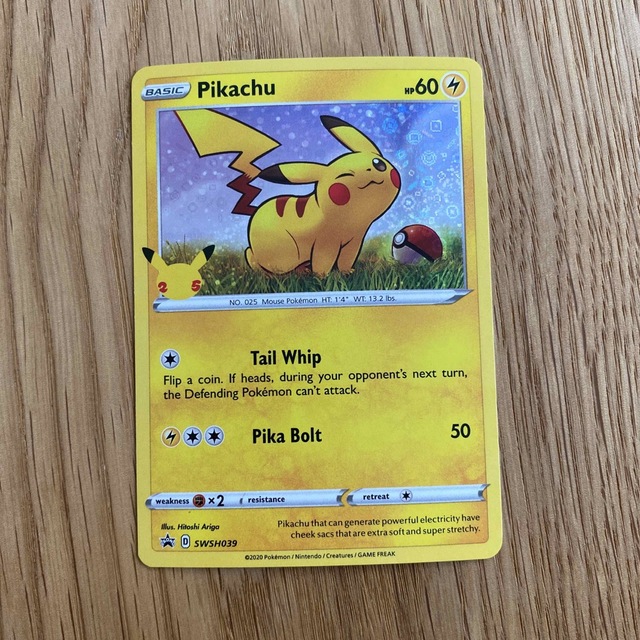 BASIC Pikachu HP60
25
NO. 025 Mouse Pokémon HT: 1'4" WT: 13.2 lbs.
Tail Whip
Flip a coin. If heads, during your opponent's next turn,
the Defending Pokémon can't attack.
Pika Bolt 50
weakness ×2 resistance retreat
Illus. Hitoshi Ariga
Pikachu that can generate powerful electricity have
cheek sacs that are extra soft and super stretchy.
D SWSH039
©2020 Pokémon / Nintendo / Creatures / GAME FREAK